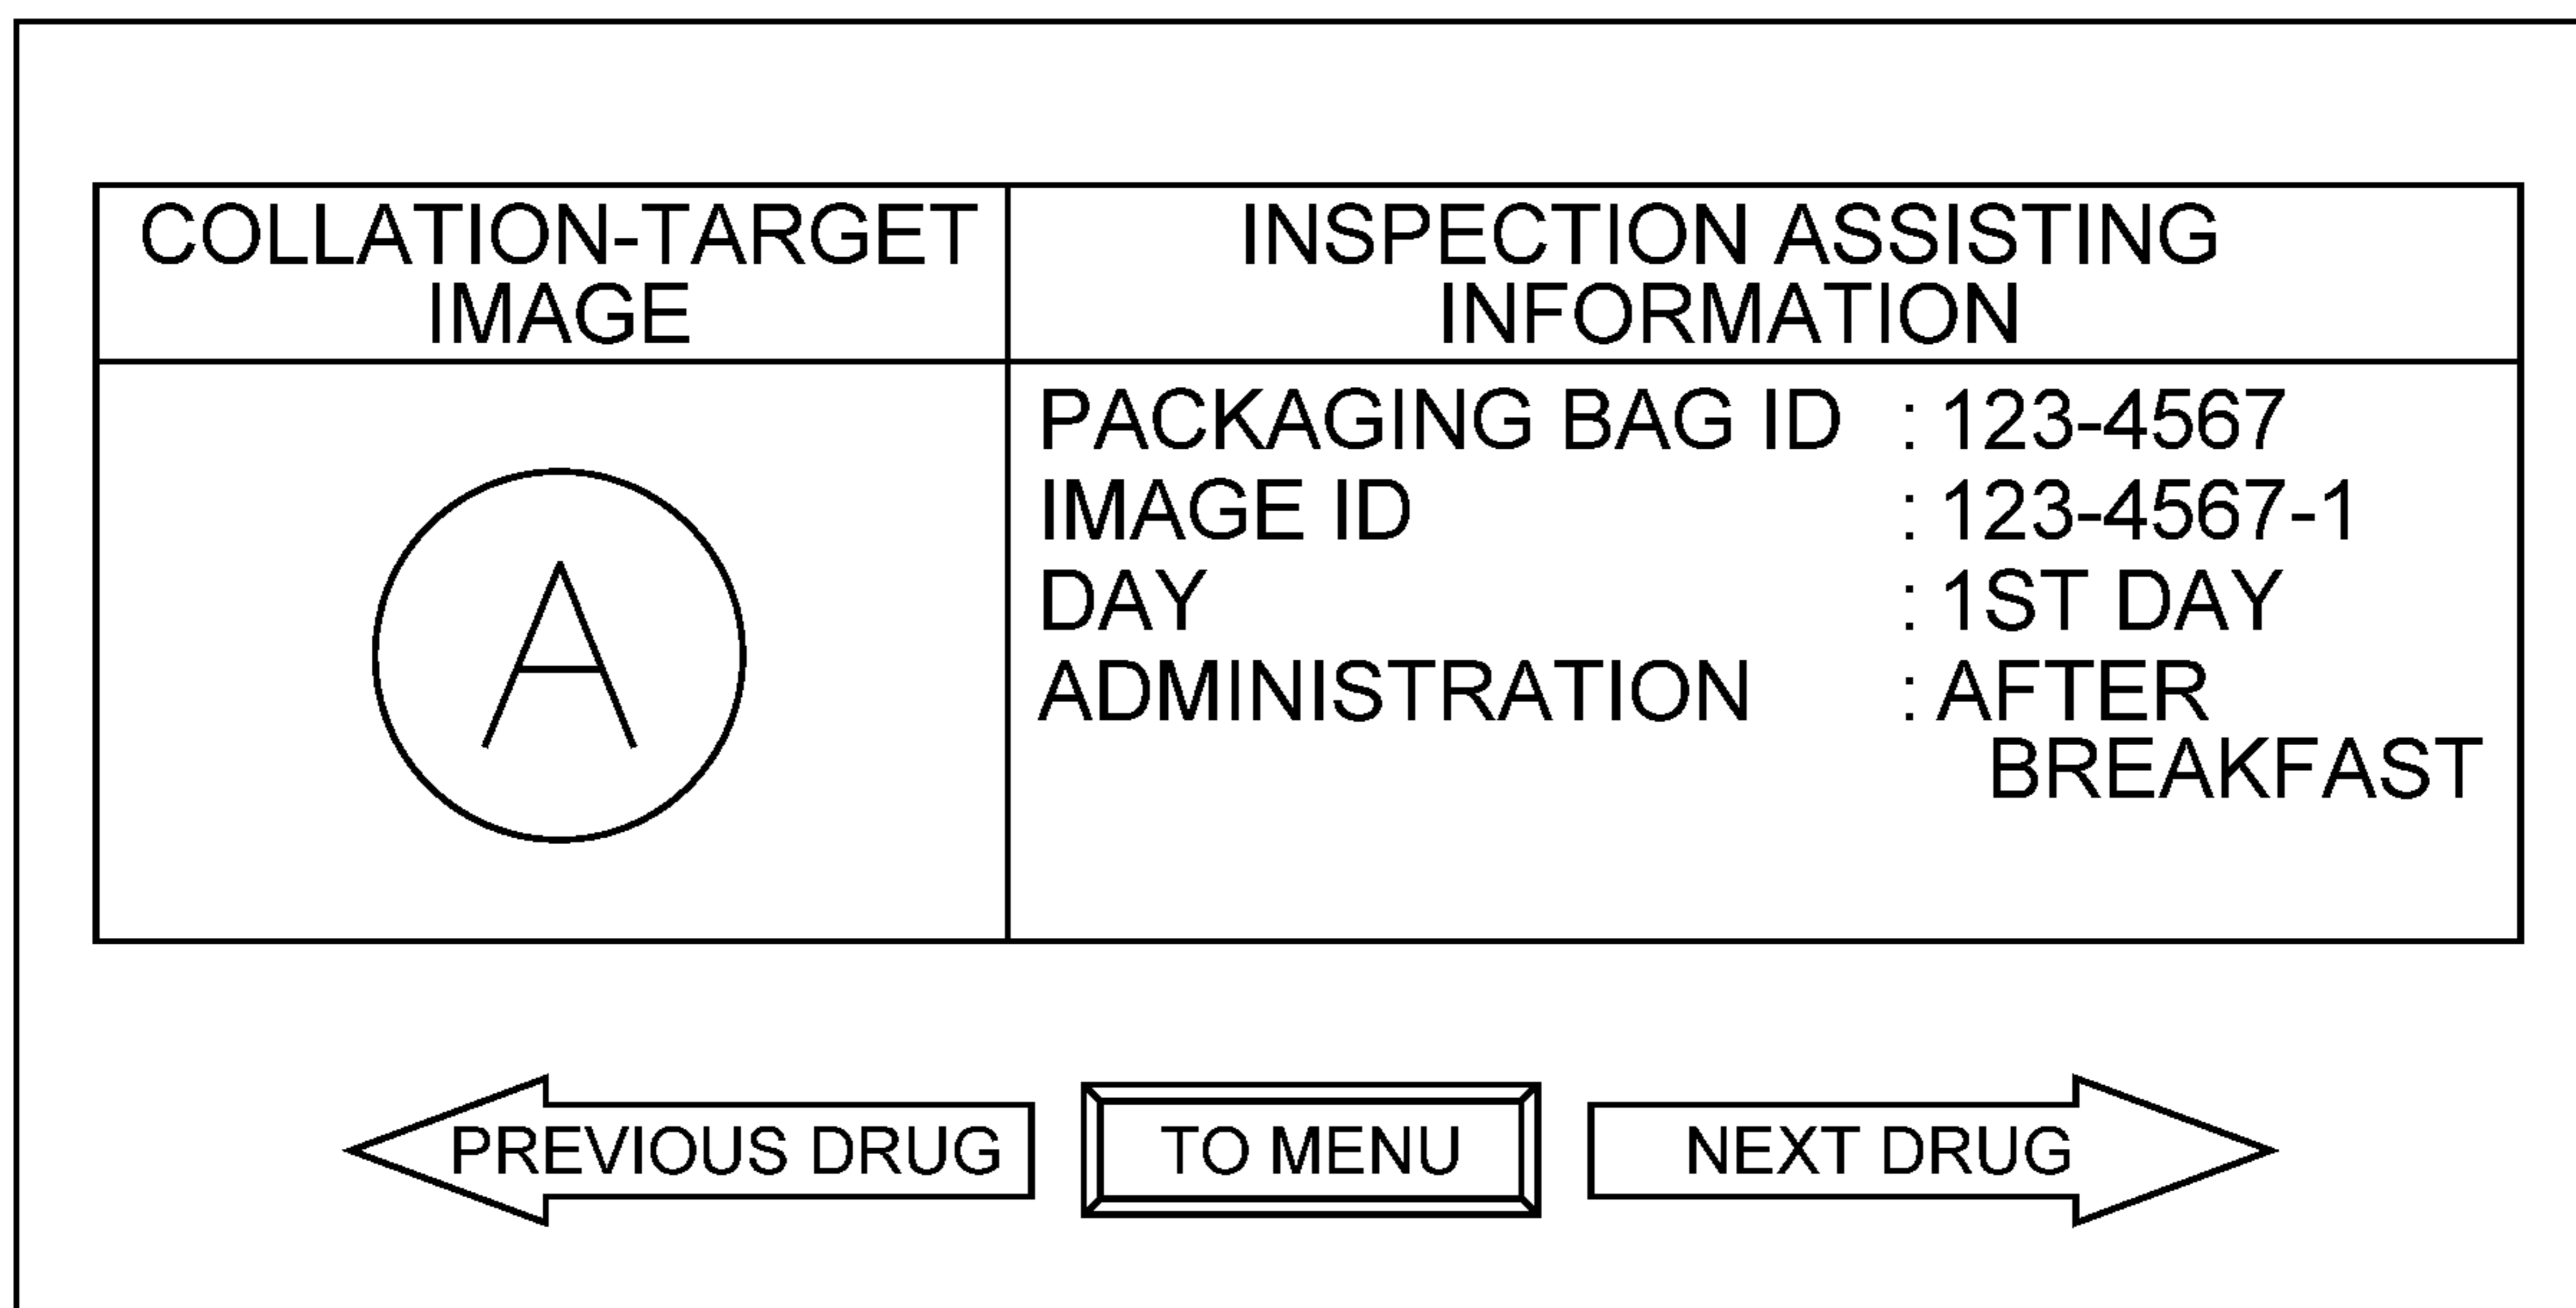 COLLATION-TARGET
IMAGE
INSPECTION ASSISTING
INFORMATION
A
PACKAGING BAG ID : 123-4567
IMAGE ID : 123-4567-1
DAY : 1ST DAY
ADMINISTRATION : AFTER
BREAKFAST
PREVIOUS DRUG
TO MENU
NEXT DRUG